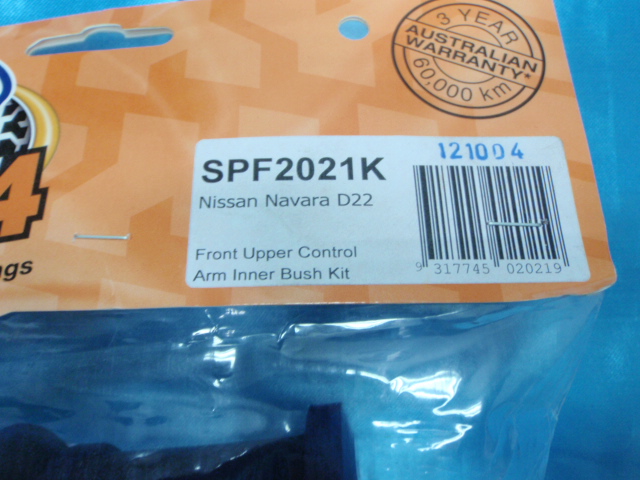 3 YEAR
AUSTRALIAN
WARRANTY*
60,000 km
4
ngs
121004
SPF2021K
Nissan Navara D22
Front Upper Control
Arm Inner Bush Kit
9 317745 020219